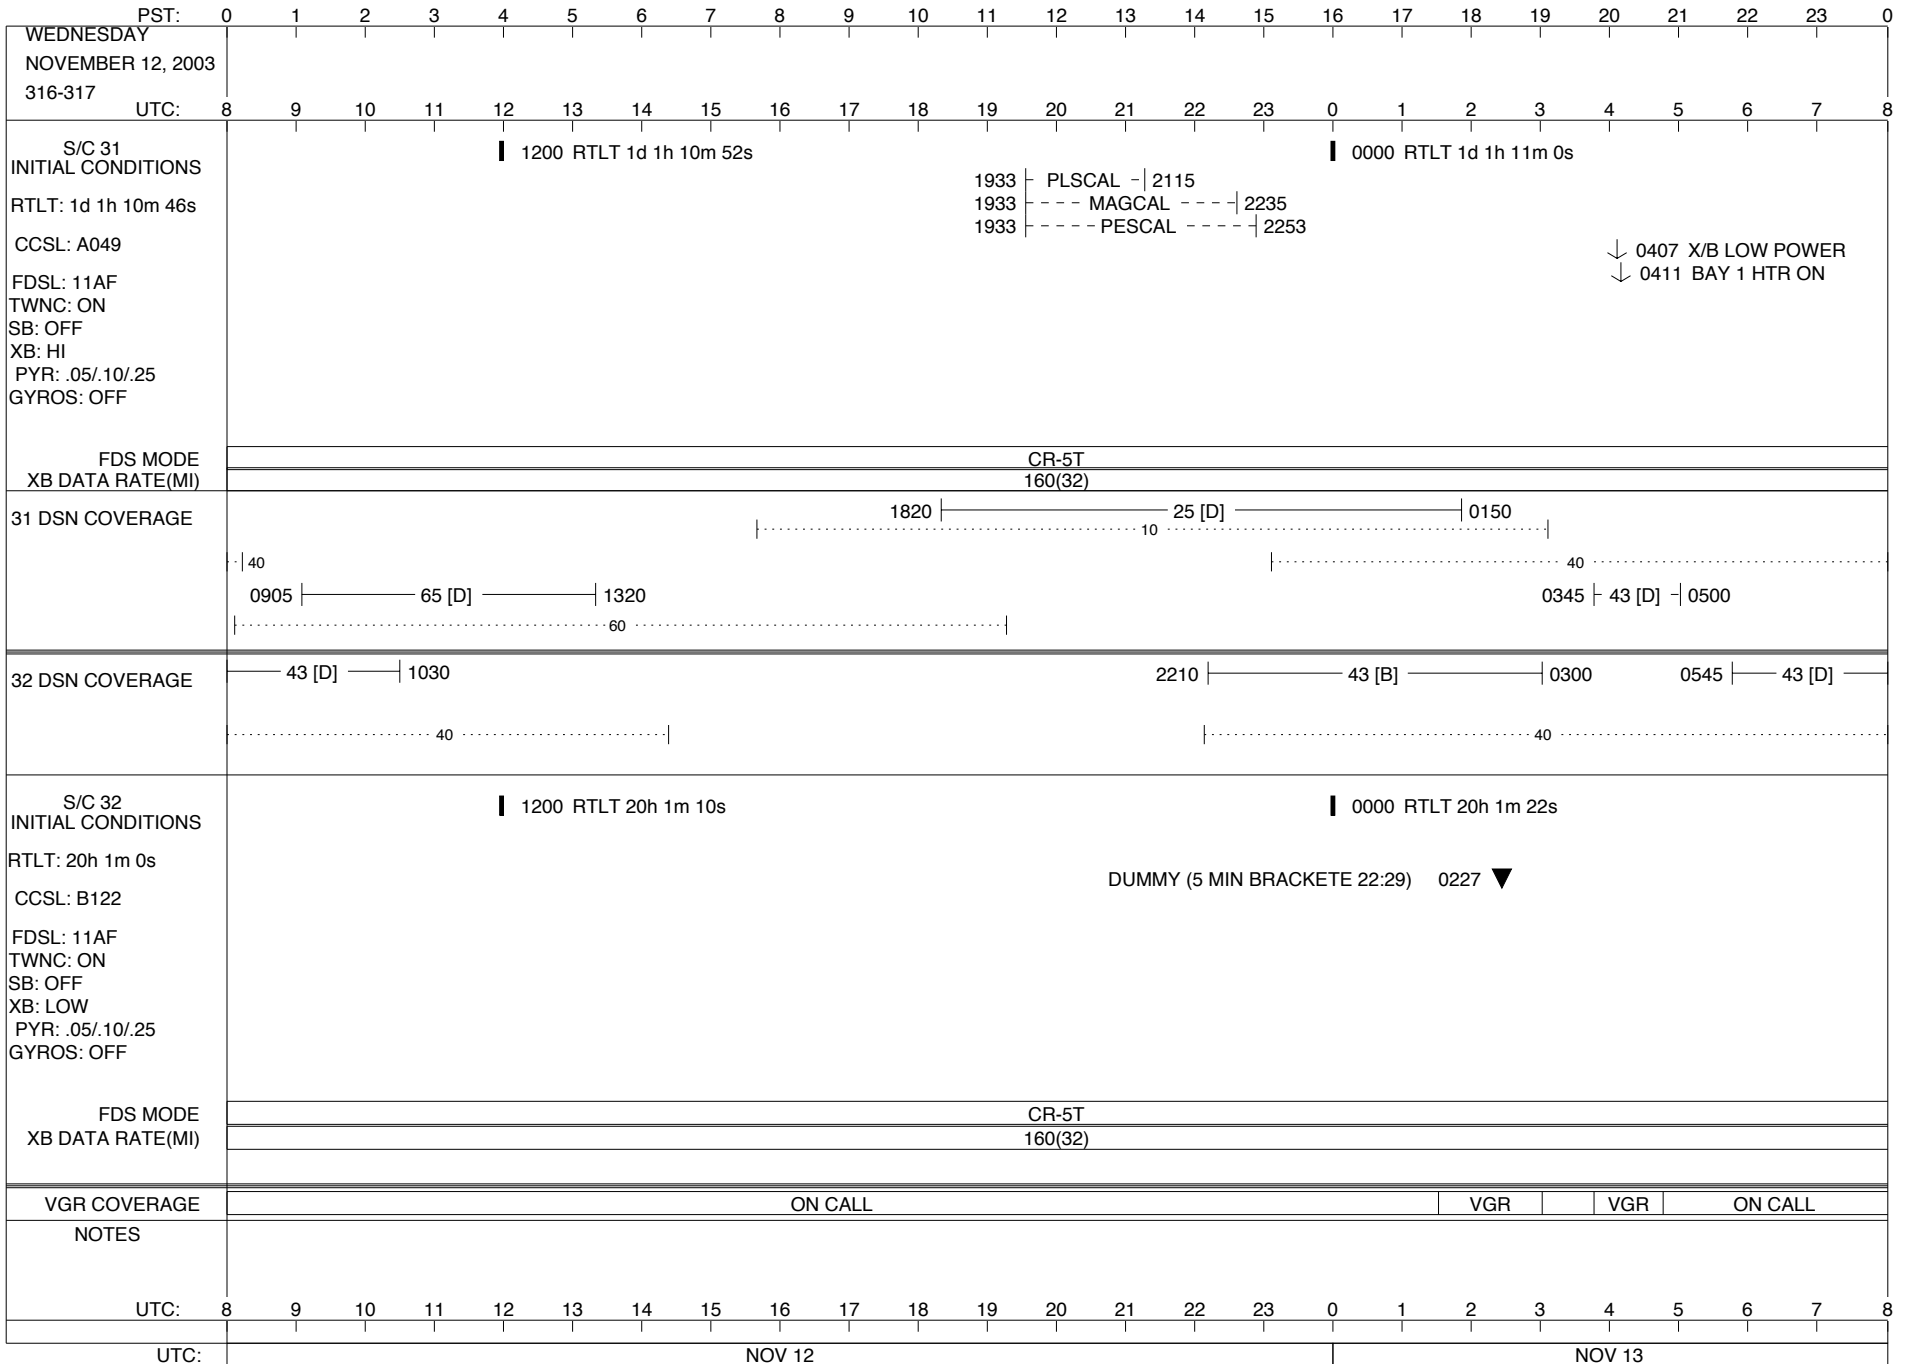 PST: 0 1 2 3 4 5 6 7 8 9 10 11 12 13 14 15 16 17 18 19 20 21 22 23 0
WEDNESDAY
NOVEMBER 12, 2003
316-317
UTC: 8 9 10 11 12 13 14 15 16 17 18 19 20 21 22 23 0 1 2 3 4 5 6 7 8
S/C 31
INITIAL CONDITIONS
1200 RTLT 1d 1h 10m 52s
0000 RTLT 1d 1h 11m 0s
1933 PLSCAL 2115
RTLT: 1d 1h 10m 46s
1933 MAGCAL 2235
1933 PESCAL 2253
CCSL: A049
0407 X/B LOW POWER
0411 BAY 1 HTR ON
FDSL: 11AF
TWNC: ON
SB: OFF
XB: HI
PYR: .05/.10/.25
GYROS: OFF
FDS MODE CR-5T
XB DATA RATE(MI) 160(32)
31 DSN COVERAGE
1820 25 [D] 0150
10
40 40
0905 65 [D] 1320 0345 43 [D] 0500
60
32 DSN COVERAGE
43 [D] 1030 2210 43 [B] 0300 0545 43 [D]
40 40
S/C 32
INITIAL CONDITIONS
1200 RTLT 20h 1m 10s
0000 RTLT 20h 1m 22s
RTLT: 20h 1m 0s
DUMMY (5 MIN BRACKETE 22:29) 0227
CCSL: B122
FDSL: 11AF
TWNC: ON
SB: OFF
XB: LOW
PYR: .05/.10/.25
GYROS: OFF
FDS MODE CR-5T
XB DATA RATE(MI) 160(32)
VGR COVERAGE ON CALL VGR VGR ON CALL
NOTES
UTC: 8 9 10 11 12 13 14 15 16 17 18 19 20 21 22 23 0 1 2 3 4 5 6 7 8
UTC: NOV 12 NOV 13